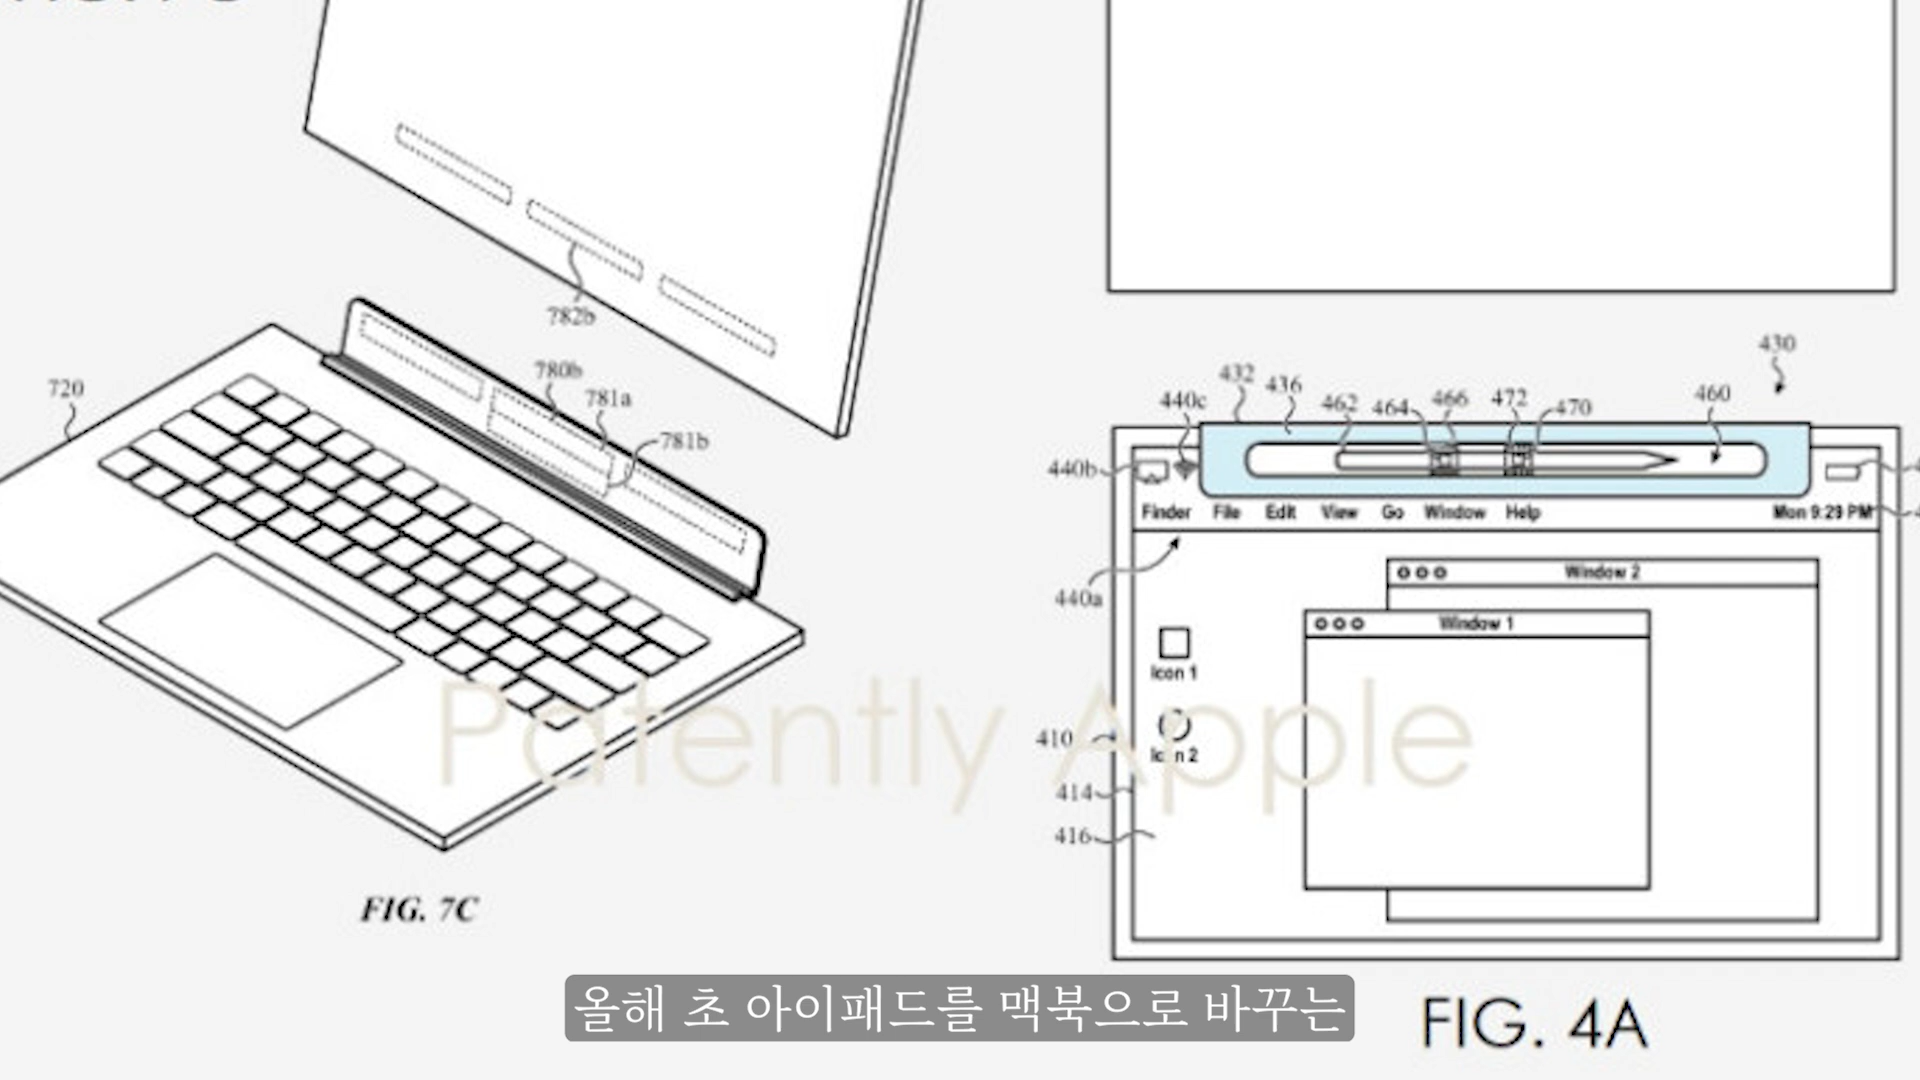 782b
720
780b
781a
781b
FIG. 7C
430
432
436
440c
462
464
466
472
470
460
440b
Finder File Edit View Go Window Help Mon 9:29 PM
440a
Window 2
Window 1
Icon 1
Icon 2
410
414
416
Patently Apple
올해 초 아이패드를 맥북으로 바꾸는
FIG. 4A